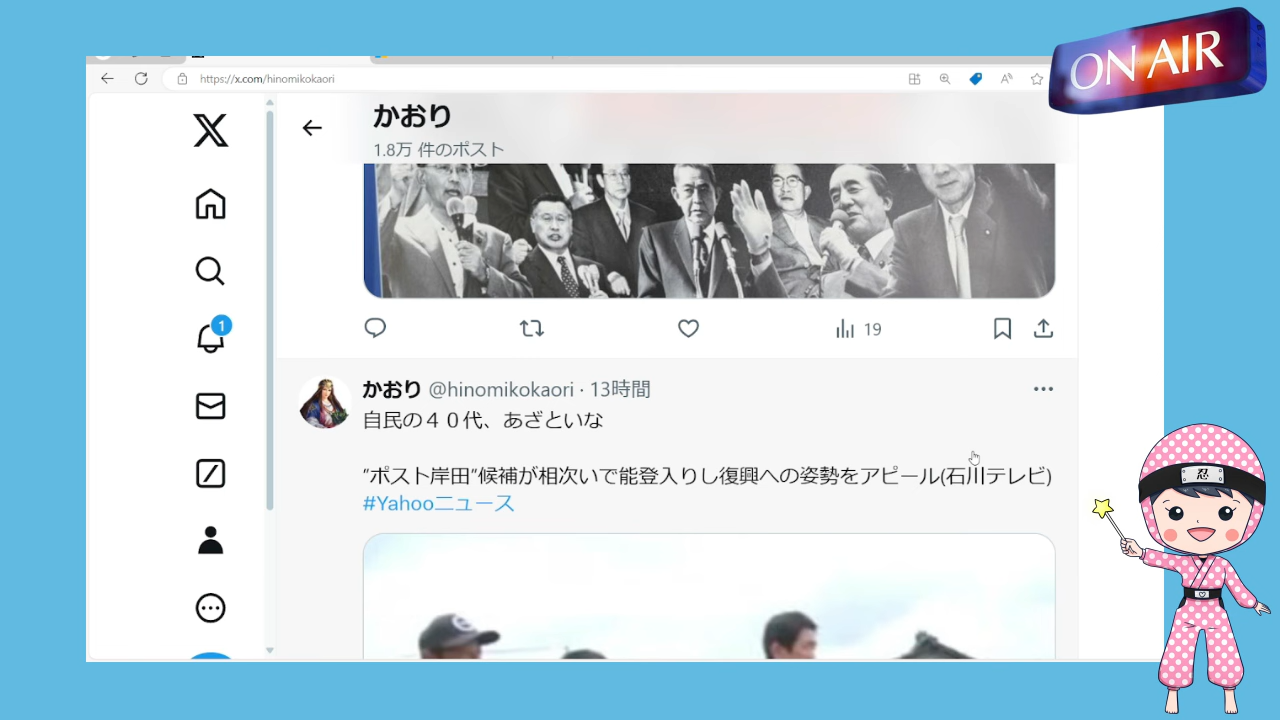 ON AIR
https://x.com/hinomikokaori
かおり
1.8万 件のポスト
19
1
かおり @hinomikokaori · 13時間
自民の４０代、あざといな
”ポスト岸田”候補が相次いで能登入りし復興への姿勢をアピール(石川テレビ)
#Yahooニュース
忍